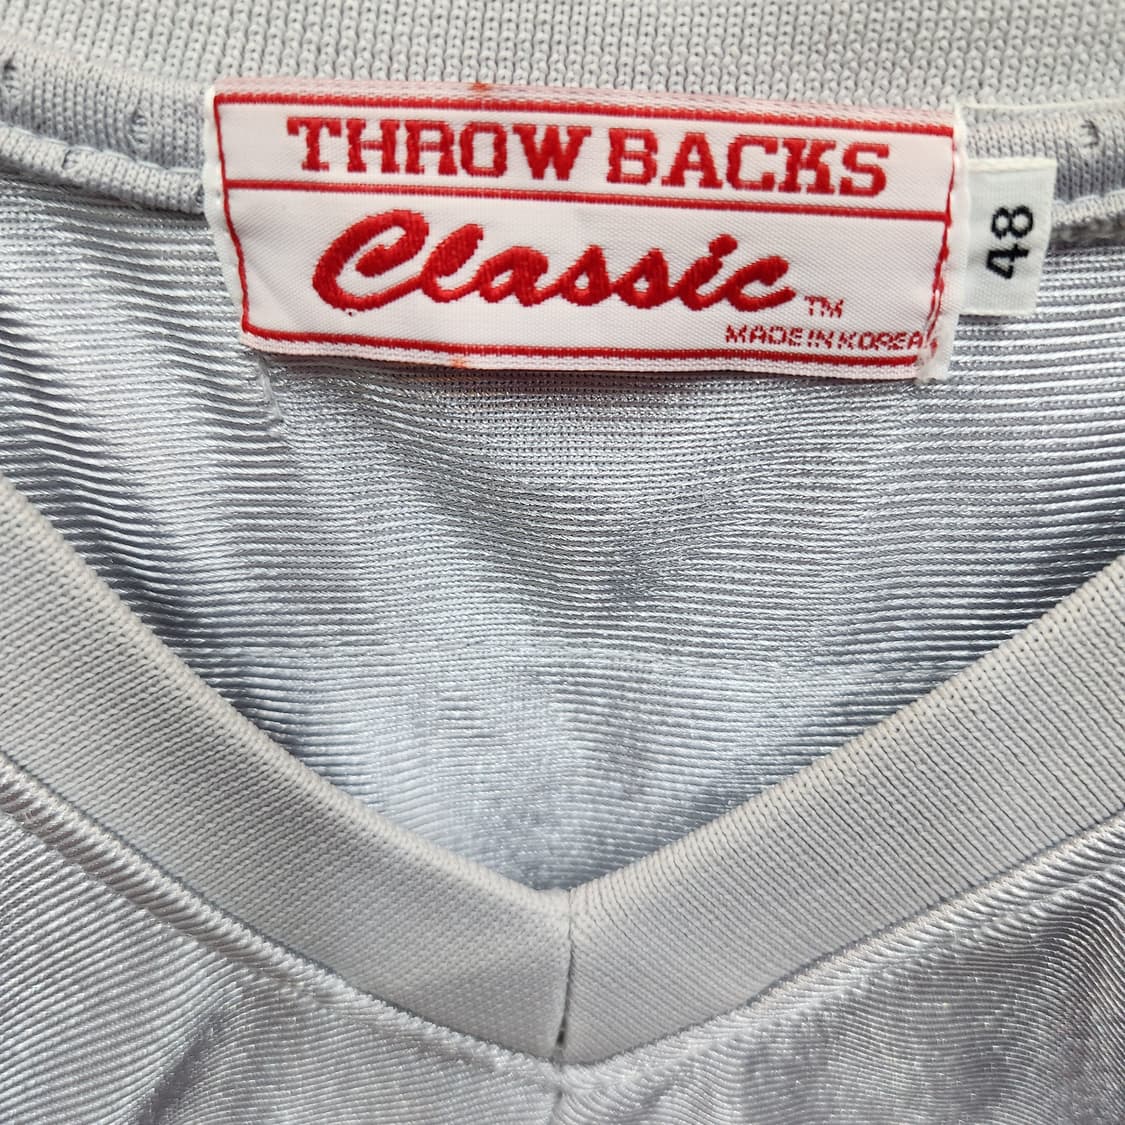 THROW BACKS
Classic TM
MADE IN KOREA
48